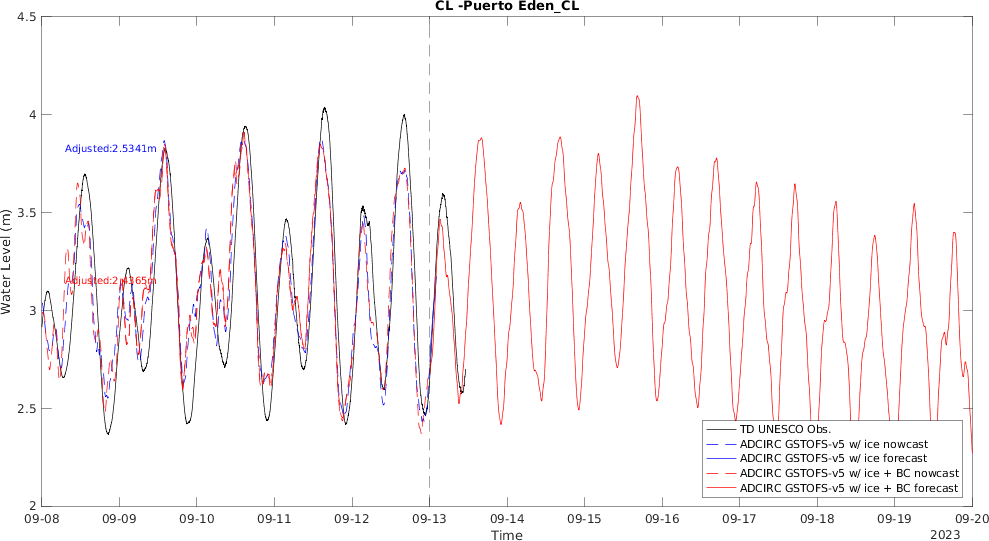 CL -Puerto Eden_CL
Water Level (m)
4.5
4
3.5
3
2.5
2
Adjusted:2.5341m
Adjusted:2.4365m
TD UNESCO Obs.
ADCIRC GSTOFS-v5 w/ ice nowcast
ADCIRC GSTOFS-v5 w/ ice forecast
ADCIRC GSTOFS-v5 w/ ice + BC nowcast
ADCIRC GSTOFS-v5 w/ ice + BC forecast
09-08 09-09 09-10 09-11 09-12 09-13 09-14 09-15 09-16 09-17 09-18 09-19 09-20
Time
2023